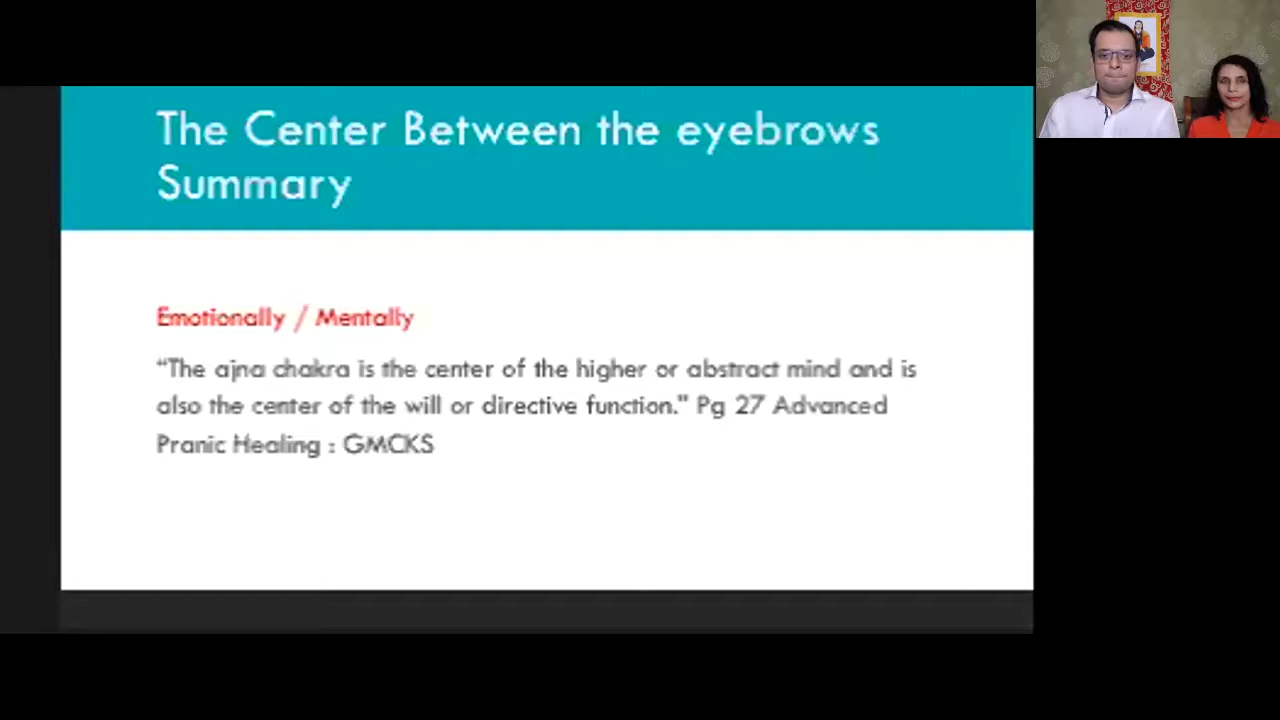 The Center Between the eyebrows
Summary
Emotionally / Mentally
“The ajna chakra is the center of the higher or abstract mind and is
also the center of the will or directive function." Pg 27 Advanced
Pranic Healing : GMCKS